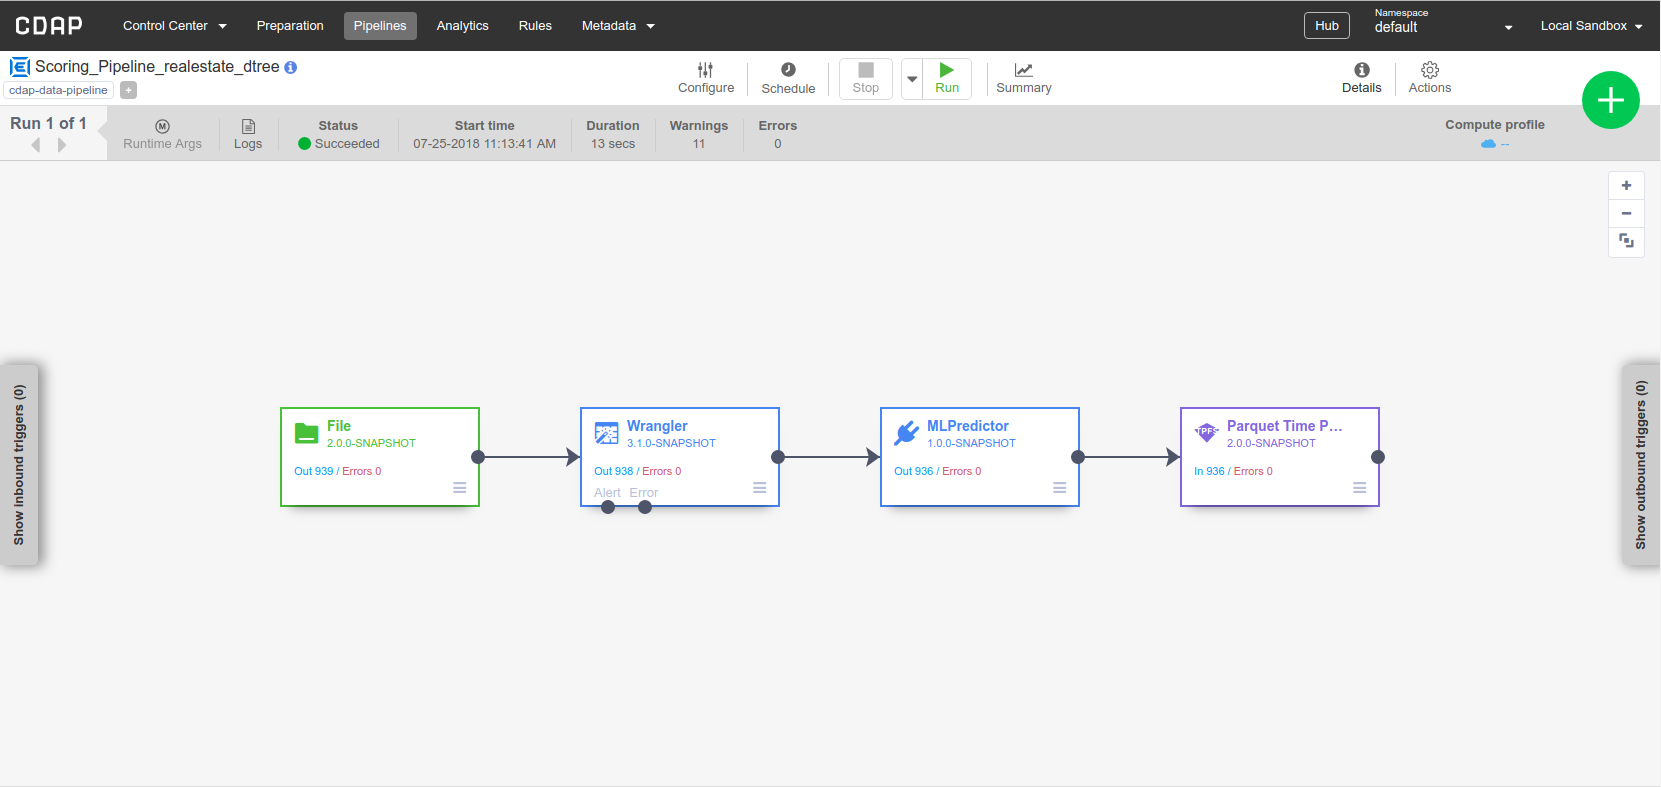 CDAP
Control Center
Preparation
Pipelines
Analytics
Rules
Metadata
Hub
Namespace
default
Local Sandbox
Scoring_Pipeline_realestate_dtree
cdap-data-pipeline
+
Configure
Schedule
Stop
Run
Summary
Details
Actions
+
Run 1 of 1
M
Runtime Args
Logs
Status
Succeeded
Start time
07-25-2018 11:13:41 AM
Duration
13 secs
Warnings
11
Errors
0
Compute profile
--
+
−
Show inbound triggers (0)
File
2.0.0-SNAPSHOT
Out 939 / Errors 0
Wrangler
3.1.0-SNAPSHOT
Out 938 / Errors 0
Alert Error
MLPredictor
1.0.0-SNAPSHOT
Out 936 / Errors 0
TPFS
Parquet Time P...
2.0.0-SNAPSHOT
In 936 / Errors 0
Show outbound triggers (0)